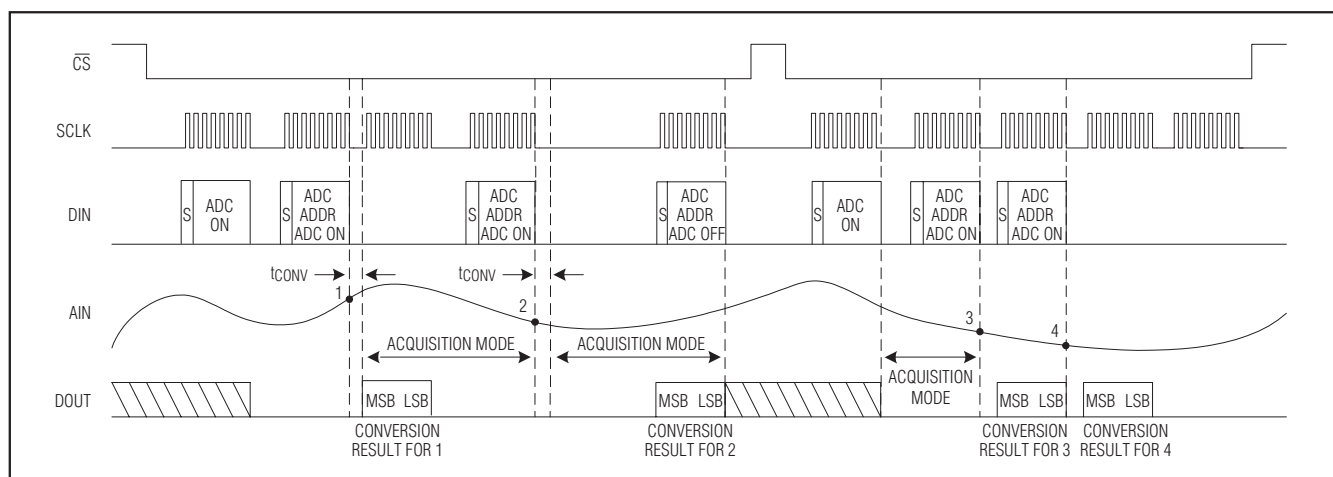 CS
SCLK
DIN
S
ADC
ON
S
ADC
ADDR
ADC ON
S
ADC
ADDR
ADC ON
S
ADC
ADDR
ADC OFF
S
ADC
ON
S
ADC
ADDR
ADC ON
S
ADC
ADDR
ADC ON
tCONV
tCONV
AIN
1
2
3
4
ACQUISITION MODE
ACQUISITION MODE
ACQUISITION
MODE
DOUT
MSB LSB
MSB LSB
MSB LSB
MSB LSB
CONVERSION
RESULT FOR 1
CONVERSION
RESULT FOR 2
CONVERSION
RESULT FOR 3
CONVERSION
RESULT FOR 4